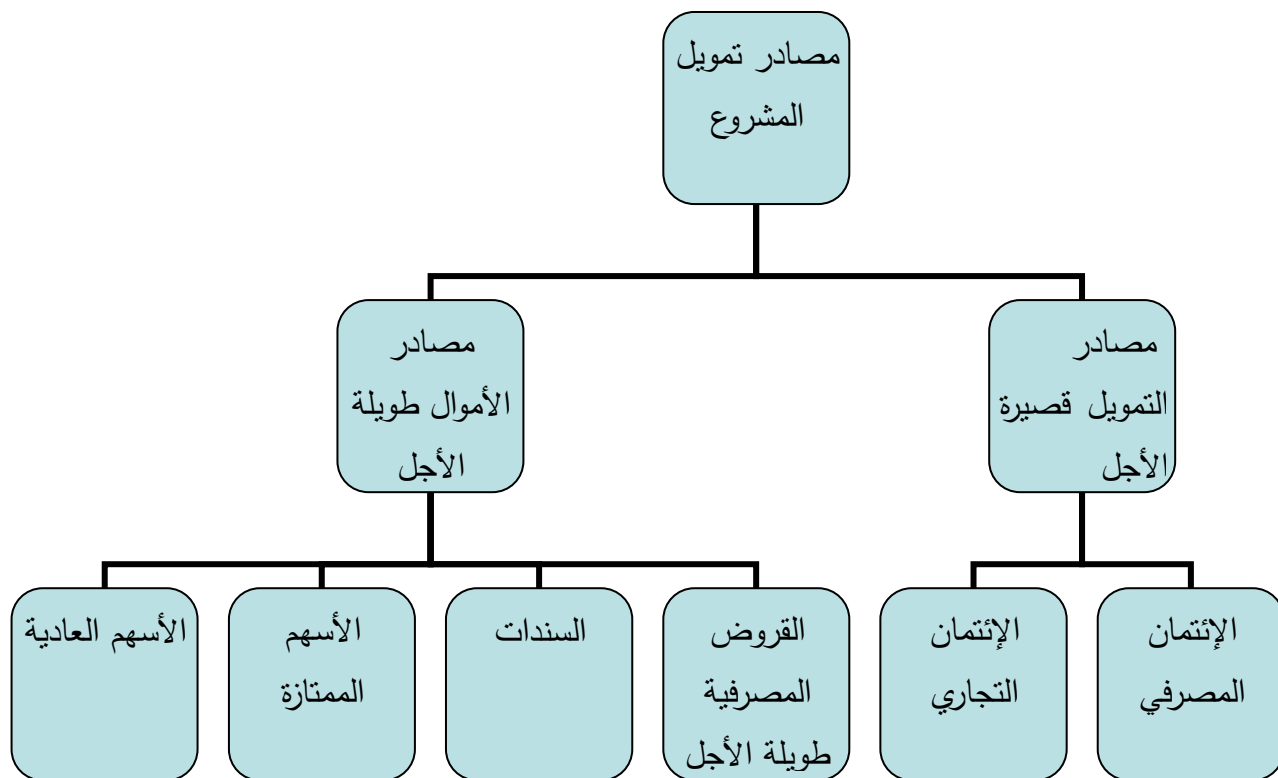 مصادر تمويل
المشروع
مصادر
التمويل قصيرة
الأجل
مصادر
الأموال طويلة
الأجل
الإئتمان
المصرفي
الإئتمان
التجاري
القروض
المصرفية
طويلة الأجل
السندات
الأسهم
الممتازة
الأسهم العادية